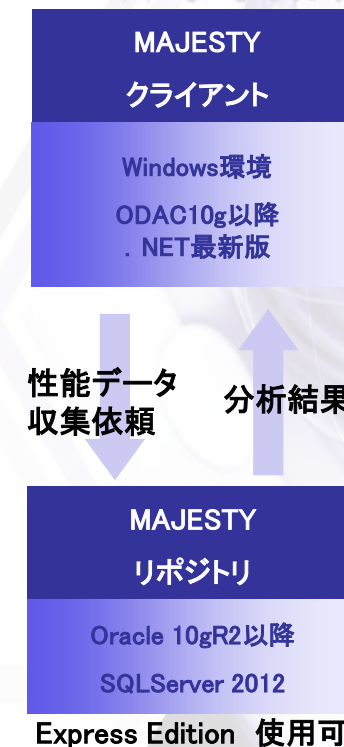 MAJESTY
クライアント
Windows環境
ODAC10g以降
．NET最新版
性能データ
収集依頼
分析結果
MAJESTY
リポジトリ
Oracle 10gR2以降
SQLServer 2012
Express Edition　使用可